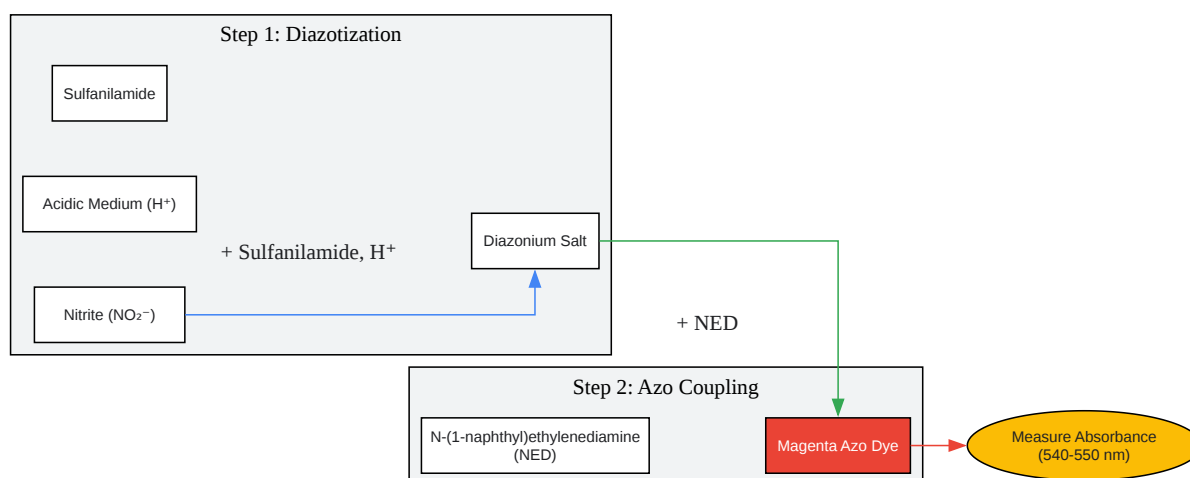 Step 1: Diazotization
Sulfanilamide
Acidic Medium (H⁺)
+ Sulfanilamide, H⁺
Diazonium Salt
Nitrite (NO₂⁻)
+ NED
Step 2: Azo Coupling
N-(1-naphthyl)ethylenediamine
(NED)
Magenta Azo Dye
Measure Absorbance
(540-550 nm)